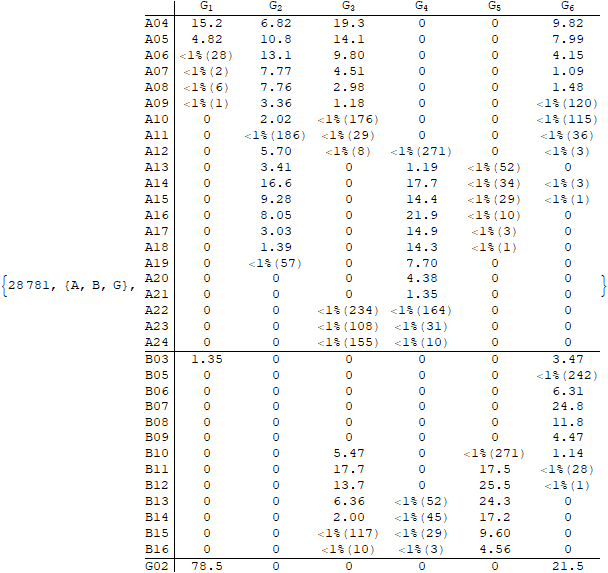 G1 G2 G3 G4 G5 G6
A04 15.2 6.82 19.3 0 0 9.82
A05 4.82 10.8 14.1 0 0 7.99
A06 <1%(28) 13.1 9.80 0 0 4.15
A07 <1%(2) 7.77 4.51 0 0 1.09
A08 <1%(6) 7.76 2.98 0 0 1.48
A09 <1%(1) 3.36 1.18 0 0 <1%(120)
A10 0 2.02 <1%(176) 0 0 <1%(115)
A11 0 <1%(186) <1%(29) 0 0 <1%(36)
A12 0 5.70 <1%(8) <1%(271) 0 <1%(3)
A13 0 3.41 0 1.19 <1%(52) 0
A14 0 16.6 0 17.7 <1%(34) <1%(3)
A15 0 9.28 0 14.4 <1%(29) <1%(1)
A16 0 8.05 0 21.9 <1%(10) 0
A17 0 3.03 0 14.9 <1%(3) 0
A18 0 1.39 0 14.3 <1%(1) 0
A19 0 <1%(57) 0 7.70 0 0
{28781, {A, B, G}, A20 0 0 0 4.38 0 0 }
A21 0 0 0 1.35 0 0
A22 0 0 <1%(234) <1%(164) 0 0
A23 0 0 <1%(108) <1%(31) 0 0
A24 0 0 <1%(155) <1%(10) 0 0
B03 1.35 0 0 0 0 3.47
B05 0 0 0 0 0 <1%(242)
B06 0 0 0 0 0 6.31
B07 0 0 0 0 0 24.8
B08 0 0 0 0 0 11.8
B09 0 0 0 0 0 4.47
B10 0 0 5.47 0 <1%(271) 1.14
B11 0 0 17.7 0 17.5 <1%(28)
B12 0 0 13.7 0 25.5 <1%(1)
B13 0 0 6.36 <1%(52) 24.3 0
B14 0 0 2.00 <1%(45) 17.2 0
B15 0 0 <1%(117) <1%(29) 9.60 0
B16 0 0 <1%(10) <1%(3) 4.56 0
G02 78.5 0 0 0 0 21.5